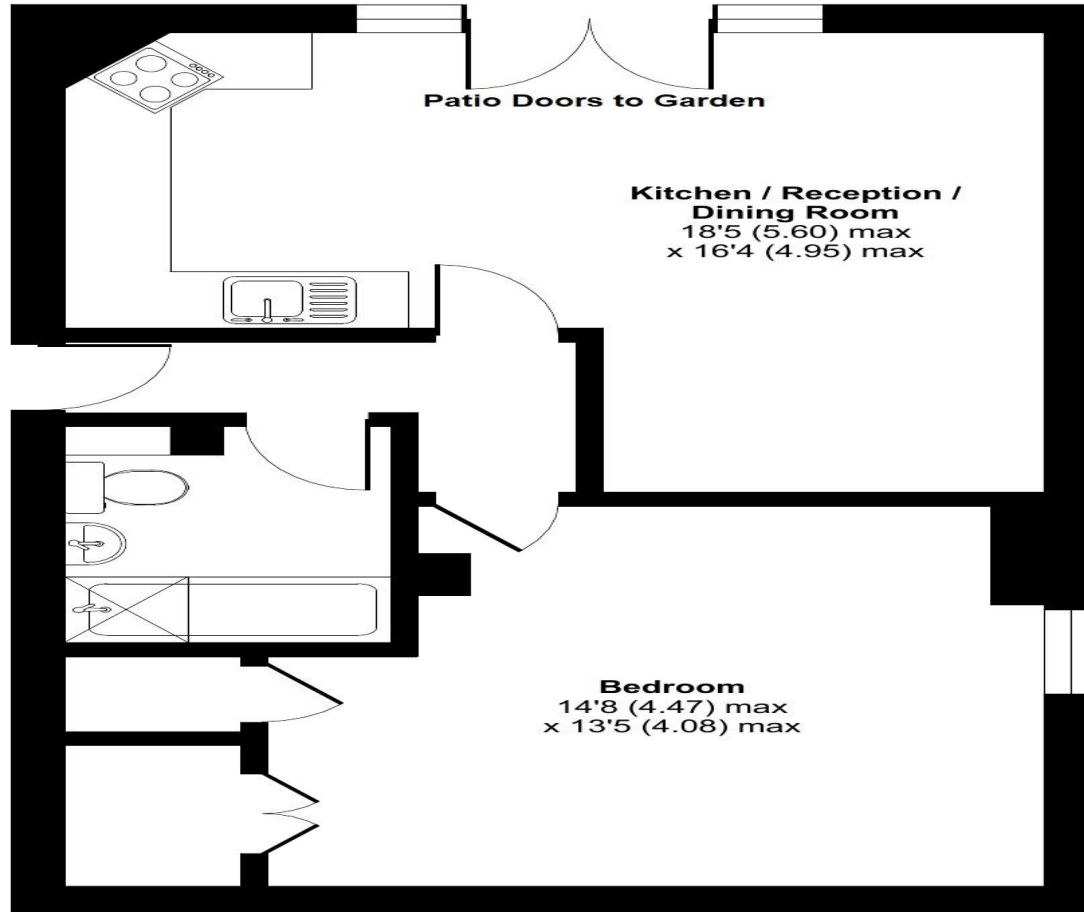 Patio Doors to Garden
Kitchen / Reception /
Dining Room
18'5 (5.60) max
x 16'4 (4.95) max
Bedroom
14'8 (4.47) max
x 13'5 (4.08) max